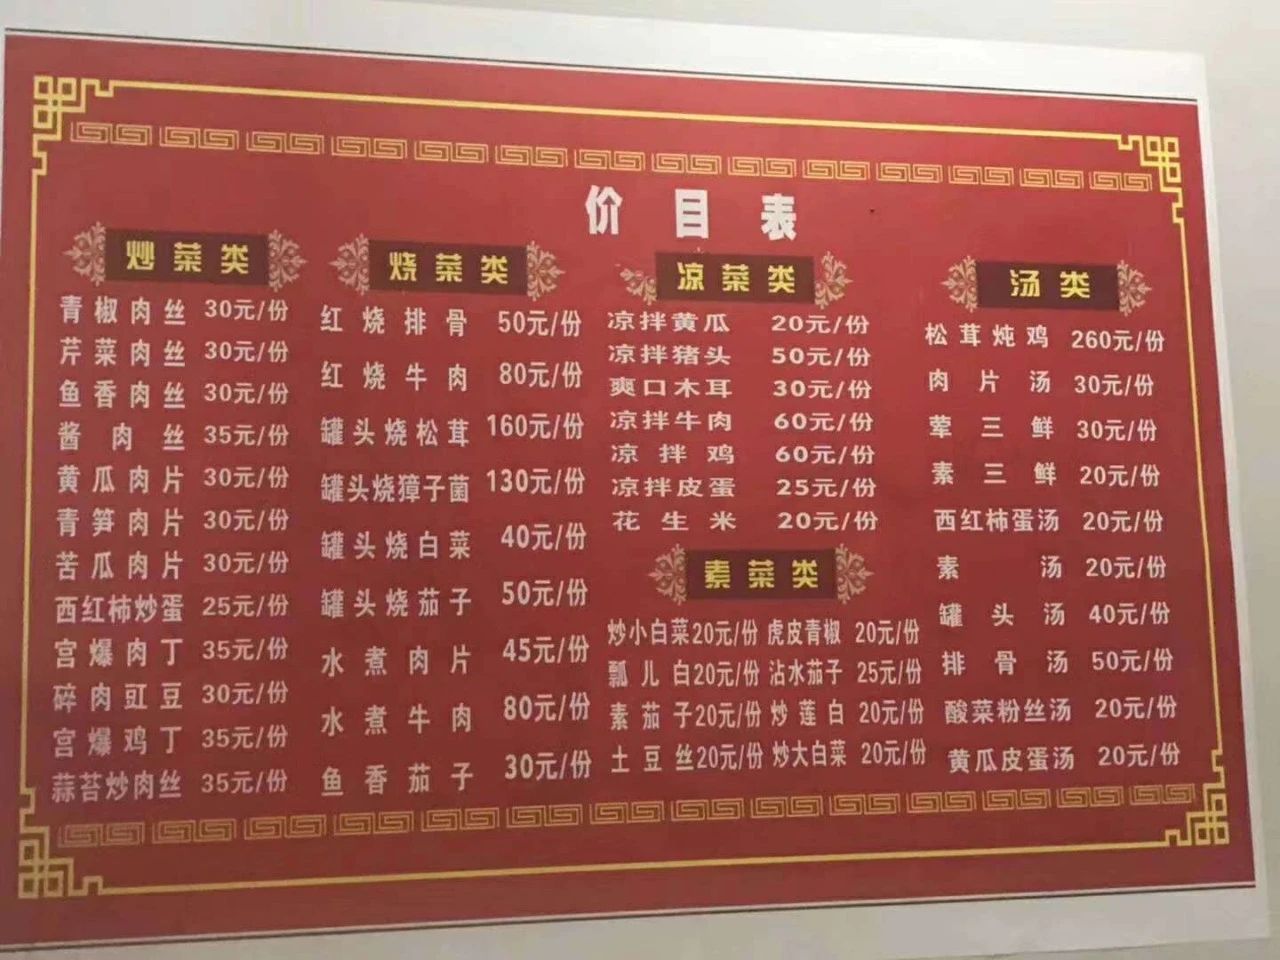 价目表
炒菜类
青椒肉丝 30元/份
芹菜肉丝 30元/份
鱼香肉丝 30元/份
酱肉丝 35元/份
黄瓜肉片 30元/份
青笋肉片 30元/份
苦瓜肉片 30元/份
西红柿炒蛋 25元/份
宫爆肉丁 35元/份
碎肉豇豆 30元/份
宫爆鸡丁 35元/份
蒜苔炒肉丝 35元/份
烧菜类
红烧排骨 50元/份
红烧牛肉 80元/份
罐头烧松茸 160元/份
罐头烧獐子菌 130元/份
罐头烧白菜 40元/份
罐头烧茄子 50元/份
水煮肉片 45元/份
水煮牛肉 80元/份
鱼香茄子 30元/份
凉菜类
凉拌黄瓜 20元/份
凉拌猪头 50元/份
爽口木耳 30元/份
凉拌牛肉 60元/份
凉拌鸡 60元/份
凉拌皮蛋 25元/份
花生米 20元/份
素菜类
炒小白菜20元/份 虎皮青椒 20元/份
瓢儿白20元/份 沾水茄子 25元/份
素茄子20元/份 炒莲白 20元/份
土豆丝20元/份 炒大白菜 20元/份
汤类
松茸炖鸡 260元/份
肉片汤 30元/份
荤三鲜 30元/份
素三鲜 20元/份
西红柿蛋汤 20元/份
素汤 20元/份
罐头汤 40元/份
排骨汤 50元/份
酸菜粉丝汤 20元/份
黄瓜皮蛋汤 20元/份